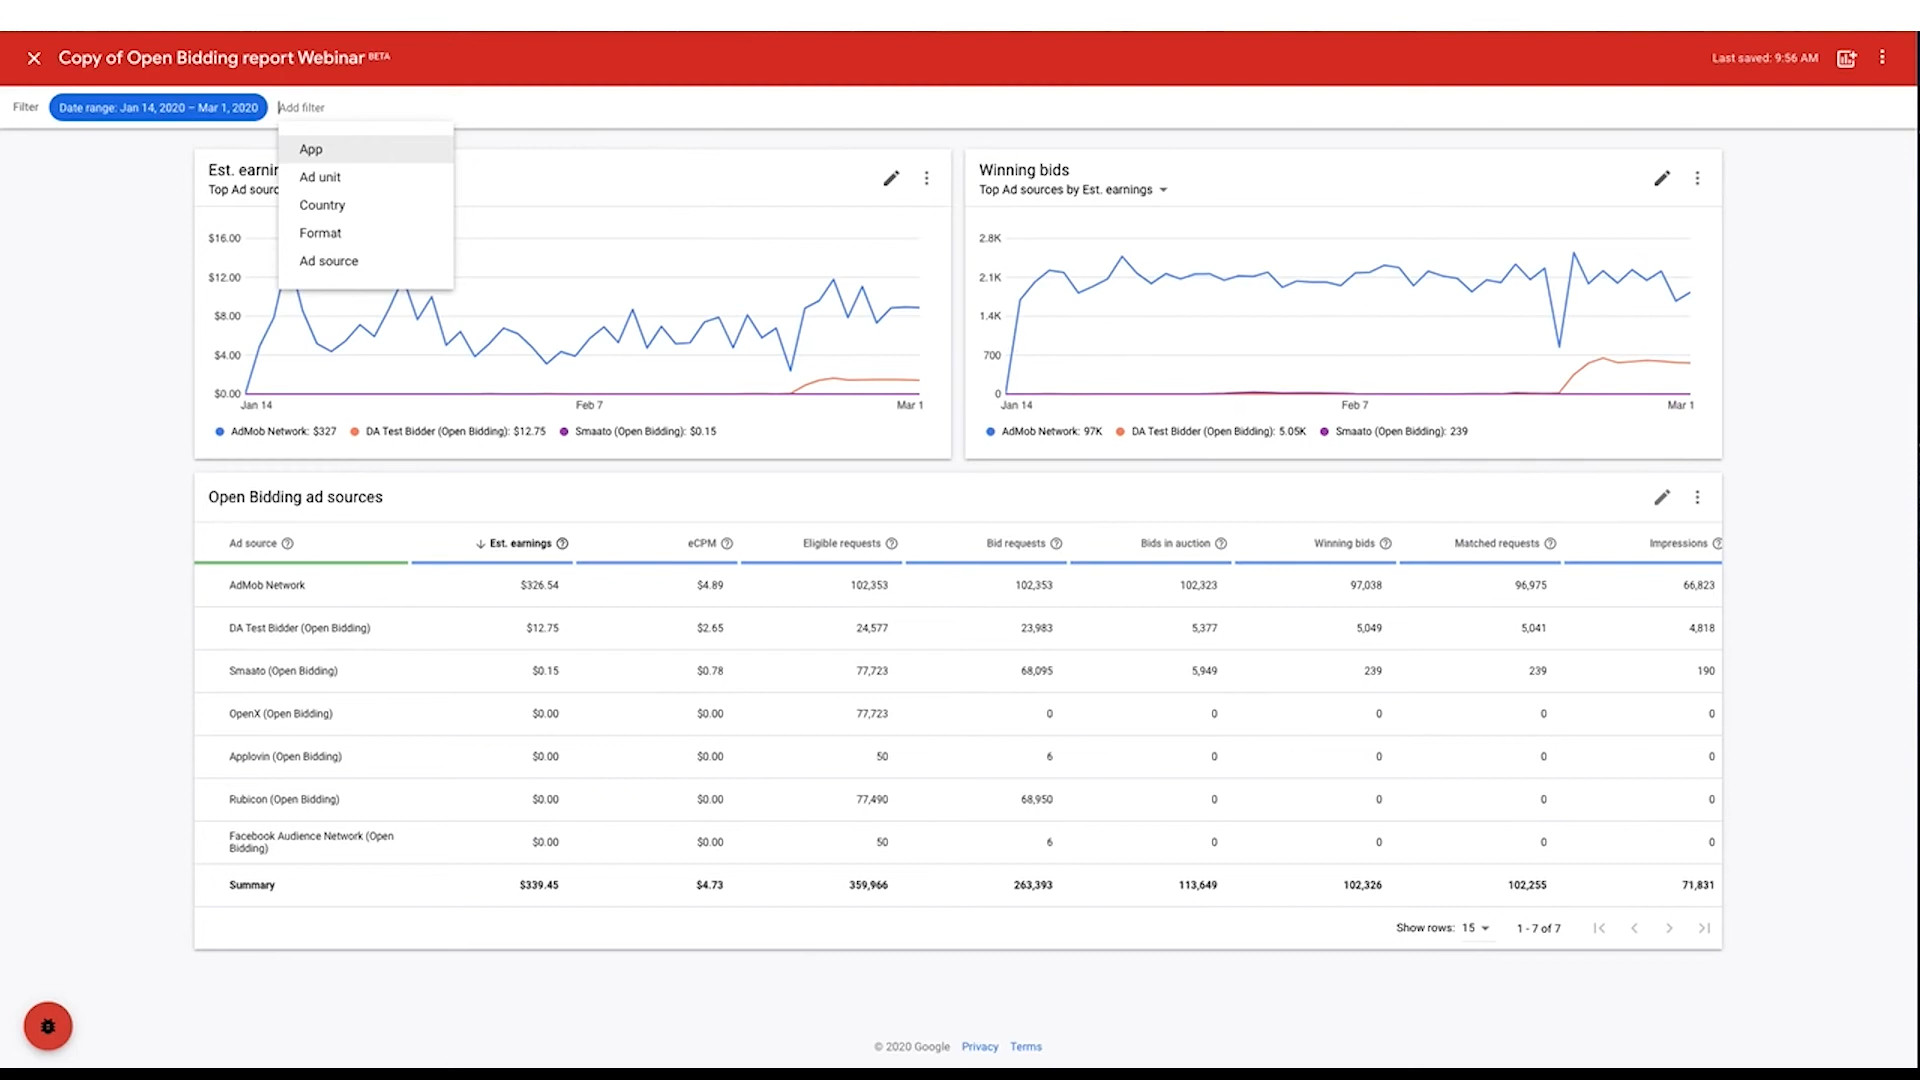 Copy of Open Bidding report Webinar BETA
Last saved: 9:56 AM
Filter
Date range: Jan 14, 2020 – Mar 1, 2020
Add filter
App
Ad unit
Country
Format
Ad source
Est. earnin
Top Ad sourc
$16.00
$12.00
$8.00
$4.00
$0.00
Jan 14
Feb 7
Mar 1
AdMob Network: $327
DA Test Bidder (Open Bidding): $12.75
Smaato (Open Bidding): $0.15
Winning bids
Top Ad sources by Est. earnings
2.8K
2.1K
1.4K
700
0
Jan 14
Feb 7
Mar 1
AdMob Network: 97K
DA Test Bidder (Open Bidding): 5.05K
Smaato (Open Bidding): 239
Open Bidding ad sources
Ad source Est. earnings eCPM Eligible requests Bid requests Bids in auction Winning bids Matched requests Impressions
AdMob Network $326.54 $4.89 102,353 102,353 102,323 97,038 96,975 66,823
DA Test Bidder (Open Bidding) $12.75 $2.65 24,577 23,983 5,377 5,049 5,041 4,818
Smaato (Open Bidding) $0.15 $0.78 77,723 68,095 5,949 239 239 190
OpenX (Open Bidding) $0.00 $0.00 77,723 0 0 0 0 0
Applovin (Open Bidding) $0.00 $0.00 50 6 0 0 0 0
Rubicon (Open Bidding) $0.00 $0.00 77,490 68,950 0 0 0 0
Facebook Audience Network (Open
Bidding) $0.00 $0.00 50 6 0 0 0 0
Summary $339.45 $4.73 359,966 263,393 113,649 102,326 102,255 71,831
Show rows: 15 1 - 7 of 7
© 2020 Google Privacy Terms